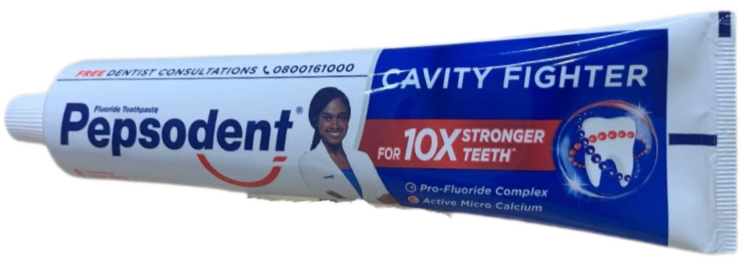 FREE DENTIST CONSULTATIONS 0800161000
Fluoride Toothpaste
Pepsodent®
CAVITY FIGHTER
FOR 10X STRONGER TEETH^
Pro-Fluoride Complex
Active Micro Calcium